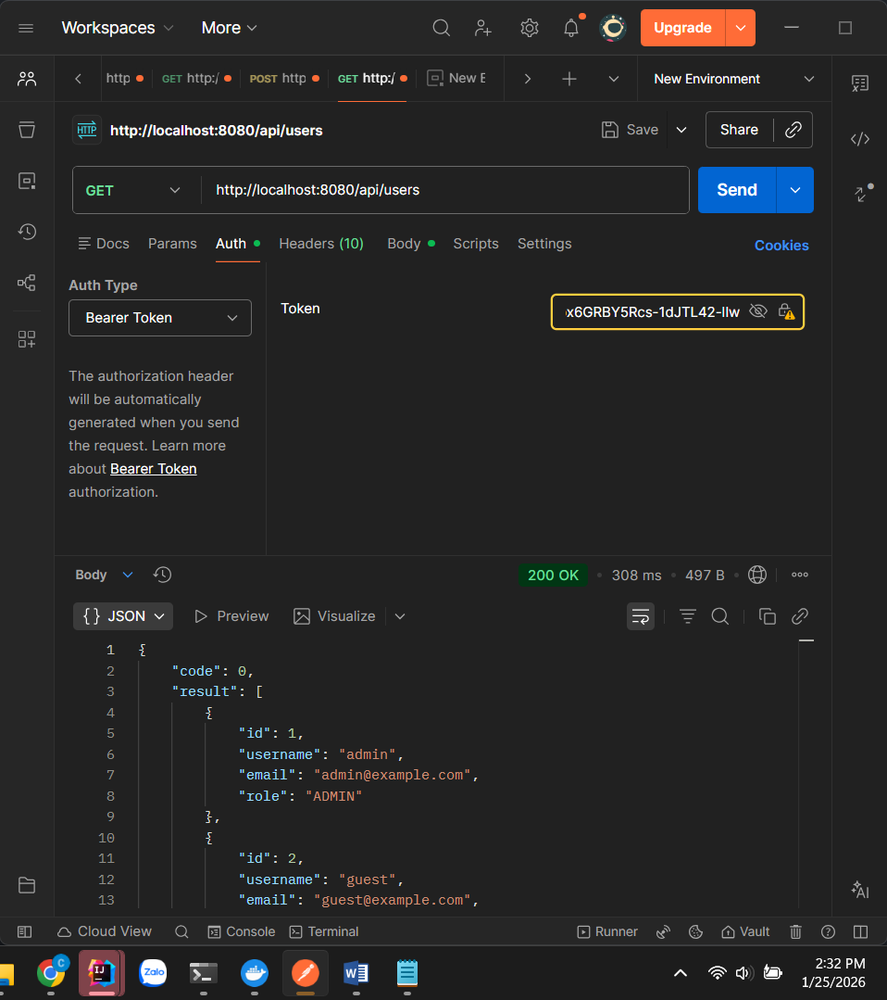 Workspaces More Upgrade
http GET http:/ POST http GET http:/ New E New Environment
HTTP http://localhost:8080/api/users Save Share
GET http://localhost:8080/api/users Send
Docs Params Auth Headers (10) Body Scripts Settings Cookies
Auth Type
Bearer Token
The authorization header
will be automatically
generated when you send
the request. Learn more
about Bearer Token
authorization.
Token x6GRBY5Rcs-1dJTL42-
Body 200 OK 308 ms 497 B
{} JSON Preview Visualize
1 {
2 "code": 0,
3 "result": [
4 {
5 "id": 1,
6 "username": "admin",
7 "email": "admin@example.com",
8 "role": "ADMIN"
9 },
10 {
11 "id": 2,
12 "username": "guest",
13 "email": "guest@example.com",
AI
Cloud View Console Terminal Runner Vault
C
IJ
Zalo
W
2:32 PM
1/25/2026